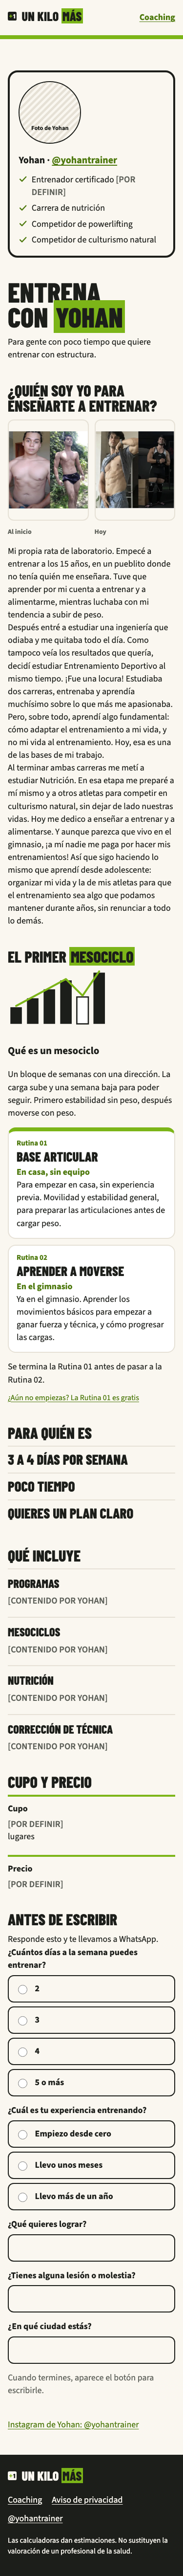 UN KILO MÁS
Coaching
Foto de Yohan
Yohan · @yohantrainer
Entrenador certificado [POR
DEFINIR]
Carrera de nutrición
Competidor de powerlifting
Competidor de culturismo natural
ENTRENA
CON YOHAN
Para gente con poco tiempo que quiere
entrenar con estructura.
¿QUIÉN SOY YO PARA
ENSEÑARTE A ENTRENAR?
Al inicio
Hoy
Mi propia rata de laboratorio. Empecé a
entrenar a los 15 años, en un pueblito donde
no tenía quién me enseñara. Tuve que
aprender por mi cuenta a entrenar y a
alimentarme, mientras luchaba con mi
tendencia a subir de peso.
Después entré a estudiar una ingeniería que
odiaba y me quitaba todo el día. Como
tampoco veía los resultados que quería,
decidí estudiar Entrenamiento Deportivo al
mismo tiempo. ¡Fue una locura! Estudiaba
dos carreras, entrenaba y aprendía
muchísimo sobre lo que más me apasionaba.
Pero, sobre todo, aprendí algo fundamental:
cómo adaptar el entrenamiento a mi vida, y
no mi vida al entrenamiento. Hoy, esa es una
de las bases de mi trabajo.
Al terminar ambas carreras me metí a
estudiar Nutrición. En esa etapa me preparé a
mí mismo y a otros atletas para competir en
culturismo natural, sin dejar de lado nuestras
vidas. Hoy me dedico a enseñar a entrenar y a
alimentarse. Y aunque parezca que vivo en el
gimnasio, ¡a mí nadie me paga por hacer mis
entrenamientos! Así que sigo haciendo lo
mismo que aprendí desde adolescente:
organizar mi vida y la de mis atletas para que
el entrenamiento sea algo que podamos
mantener durante años, sin renunciar a todo
lo demás.
EL PRIMER MESOCICLO
Qué es un mesociclo
Un bloque de semanas con una dirección. La
carga sube y una semana baja para poder
seguir. Primero estabilidad sin peso, después
moverse con peso.
Rutina 01
BASE ARTICULAR
En casa, sin equipo
Para empezar en casa, sin experiencia
previa. Movilidad y estabilidad general,
para preparar las articulaciones antes de
cargar peso.
Rutina 02
APRENDER A MOVERSE
En el gimnasio
Ya en el gimnasio. Aprender los
movimientos básicos para empezar a
ganar fuerza y técnica, y cómo progresar
las cargas.
Se termina la Rutina 01 antes de pasar a la
Rutina 02.
¿Aún no empiezas? La Rutina 01 es gratis
PARA QUIÉN ES
3 A 4 DÍAS POR SEMANA
POCO TIEMPO
QUIERES UN PLAN CLARO
QUÉ INCLUYE
PROGRAMAS
[CONTENIDO POR YOHAN]
MESOCICLOS
[CONTENIDO POR YOHAN]
NUTRICIÓN
[CONTENIDO POR YOHAN]
CORRECCIÓN DE TÉCNICA
[CONTENIDO POR YOHAN]
CUPO Y PRECIO
Cupo
[POR DEFINIR]
lugares
Precio
[POR DEFINIR]
ANTES DE ESCRIBIR
Responde esto y te llevamos a WhatsApp.
¿Cuántos días a la semana puedes
entrenar?
2
3
4
5 o más
¿Cuál es tu experiencia entrenando?
Empiezo desde cero
Llevo unos meses
Llevo más de un año
¿Qué quieres lograr?
¿Tienes alguna lesión o molestia?
¿En qué ciudad estás?
Cuando termines, aparece el botón para
escribirle.
Instagram de Yohan: @yohantrainer
UN KILO MÁS
Coaching Aviso de privacidad
@yohantrainer
Las calculadoras dan estimaciones. No sustituyen la
valoración de un profesional de la salud.